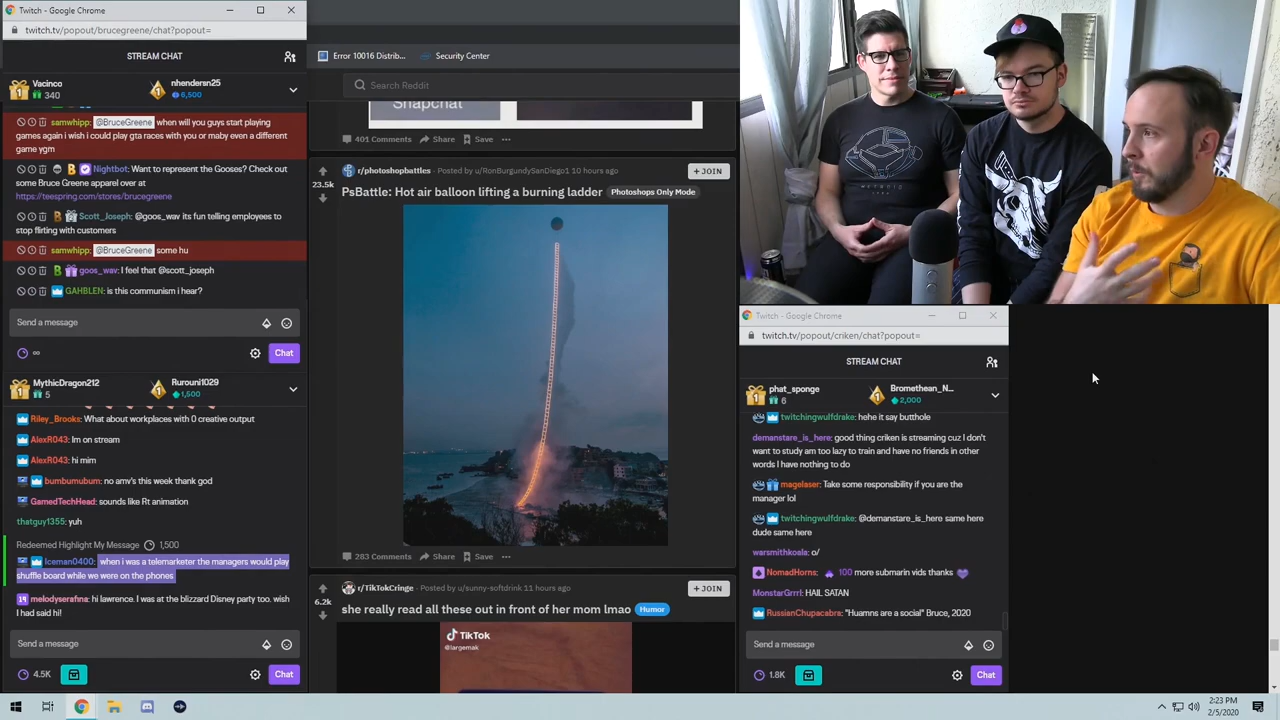 Twitch - Google Chrome
twitch.tv/popout/brucegreene/chat?popout=
STREAM CHAT
Vacinco
340
nherderen25
6,500
samwhipp: @BruceGreene when will you guys start playing
games again i wish i could play gta races with you or maby even a different
game ygm
Nightbot: Want to represent the Gooses? Check out
some Bruce Greene apparel over at
https://teespring.com/stores/brucegreene
Scott_Joseph: @goos_wav its fun telling employees to
stop flirting with customers
samwhipp: @BruceGreene some hu
goos_wav: I feel that @scott_joseph
GAHBLEN: is this communism i hear?
Send a message
∞
Chat
MythicDragon212
5
Rurouni1029
1,500
Riley_Brooks: What about workplaces with 0 creative output
AlexR043: Im on stream
AlexR043: hi mim
bumbumubum: no amv's this week thank god
GamedTechHead: sounds like Rt animation
thatguy1355: yuh
Redeemed Highlight My Message 1,500
Iceman0400: when i was a telemarketer the managers would play
shuffle board while we were on the phones
melodyserafina: hi lawrence. I was at the blizzard Disney party too. wish
I had said hi!
Send a message
4.5K
Chat
Error 10016 Distrib...
Security Center
Search Reddit
Snapchat
401 Comments Share Save ...
23.5k
r/photoshopbattles Posted by u/RonBurgundySanDiego1 10 hours ago
+ JOIN
PsBattle: Hot air balloon lifting a burning ladder Photoshops Only Mode
283 Comments Share Save ...
6.2k
r/TikTokCringe Posted by u/sunny-softdrink 11 hours ago
+ JOIN
she really read all these out in front of her mom lmao Humor
TikTok
@largemak
Twitch - Google Chrome
twitch.tv/popout/criken/chat?popout=
STREAM CHAT
phat_sponge
6
Bromethean_N...
2,000
twitchingwulfdrake: hehe it say butthole
demanstare_is_here: good thing criken is streaming cuz I don't
want to study am too lazy to train and have no friends in other
words I have nothing to do
magelaser: Take some responsibility if you are the
manager lol
twitchingwulfdrake: @demanstare_is_here same here
dude same here
warsmithkoala: o/
NomadHorns: 100 more submarin vids thanks
MonstarGrrrl: HAIL SATAN
RussianChupacabra: "Huamns are a social" Bruce, 2020
Send a message
1.8K
Chat
2:23 PM
2/5/2020